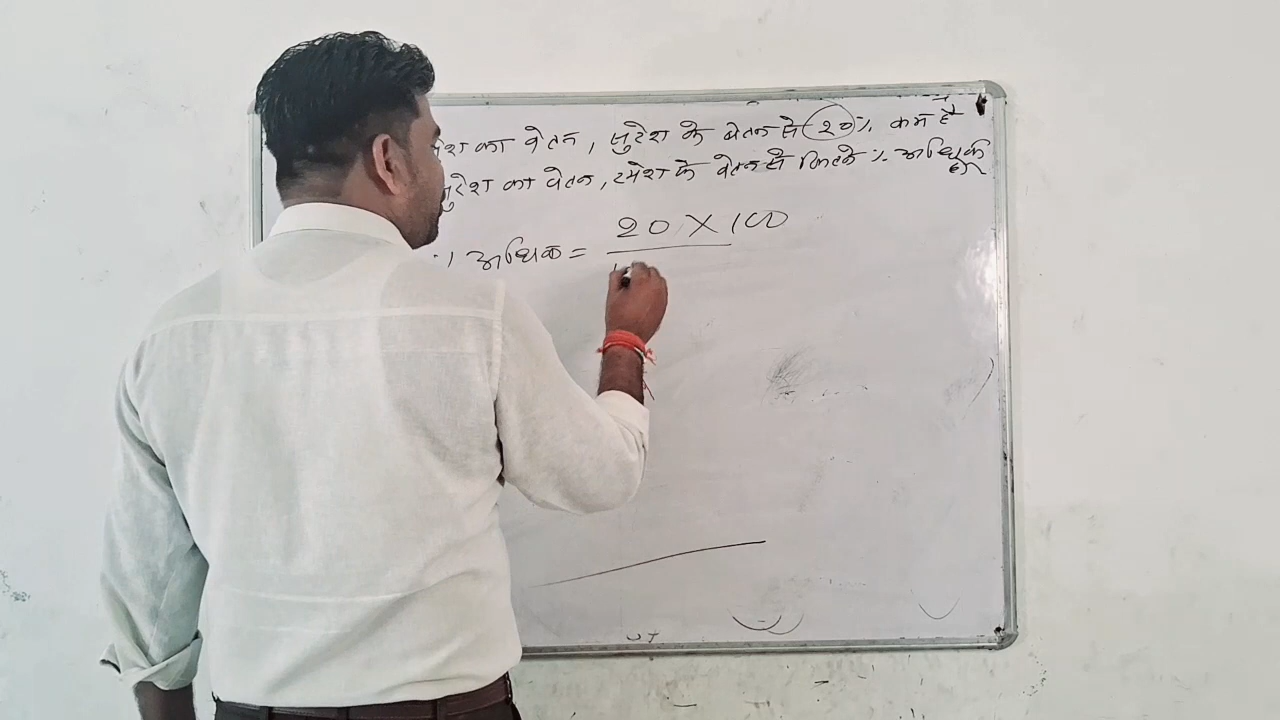 का वेतन, सुरेश के वेतन से 20% कम है
सुरेश का वेतन, रमेश के वेतन से कितने % अधिक है
% अधिक = 20 X 100